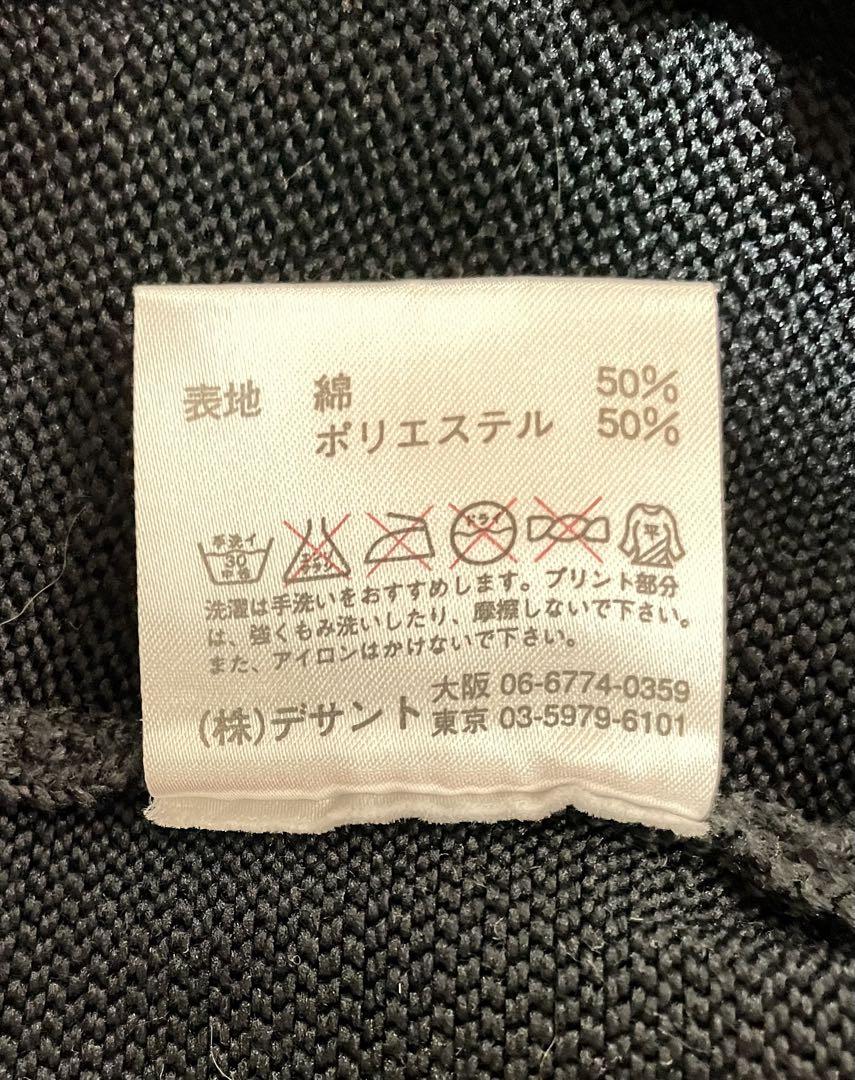 表地 綿 50%
ポリエステル 50%
手洗イ 30 中性
エンソサラシ
ドライ
平
洗濯は手洗いをおすすめします。プリント部分
は、強くもみ洗いしたり、摩擦しないで下さい。
また、アイロンはかけないで下さい。
(株)デサント 大阪 06-6774-0359
東京 03-5979-6101